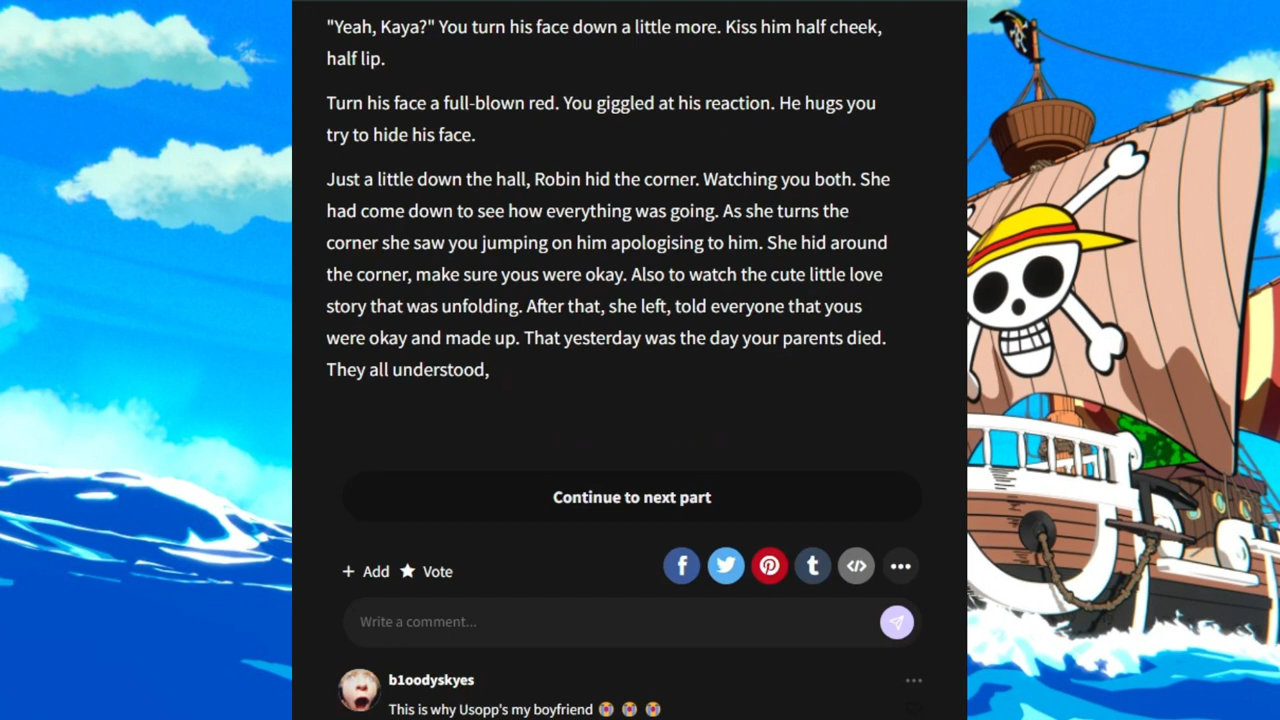 "Yeah, Kaya?" You turn his face down a little more. Kiss him half cheek,
half lip.
Turn his face a full-blown red. You giggled at his reaction. He hugs you
try to hide his face.
Just a little down the hall, Robin hid the corner. Watching you both. She
had come down to see how everything was going. As she turns the
corner she saw you jumping on him apologising to him. She hid around
the corner, make sure yous were okay. Also to watch the cute little love
story that was unfolding. After that, she left, told everyone that yous
were okay and made up. That yesterday was the day your parents died.
They all understood,
Continue to next part
+ Add ★ Vote
Write a comment...
b1oodyskyes
This is why Usopp's my boyfriend 😭 😭 😭